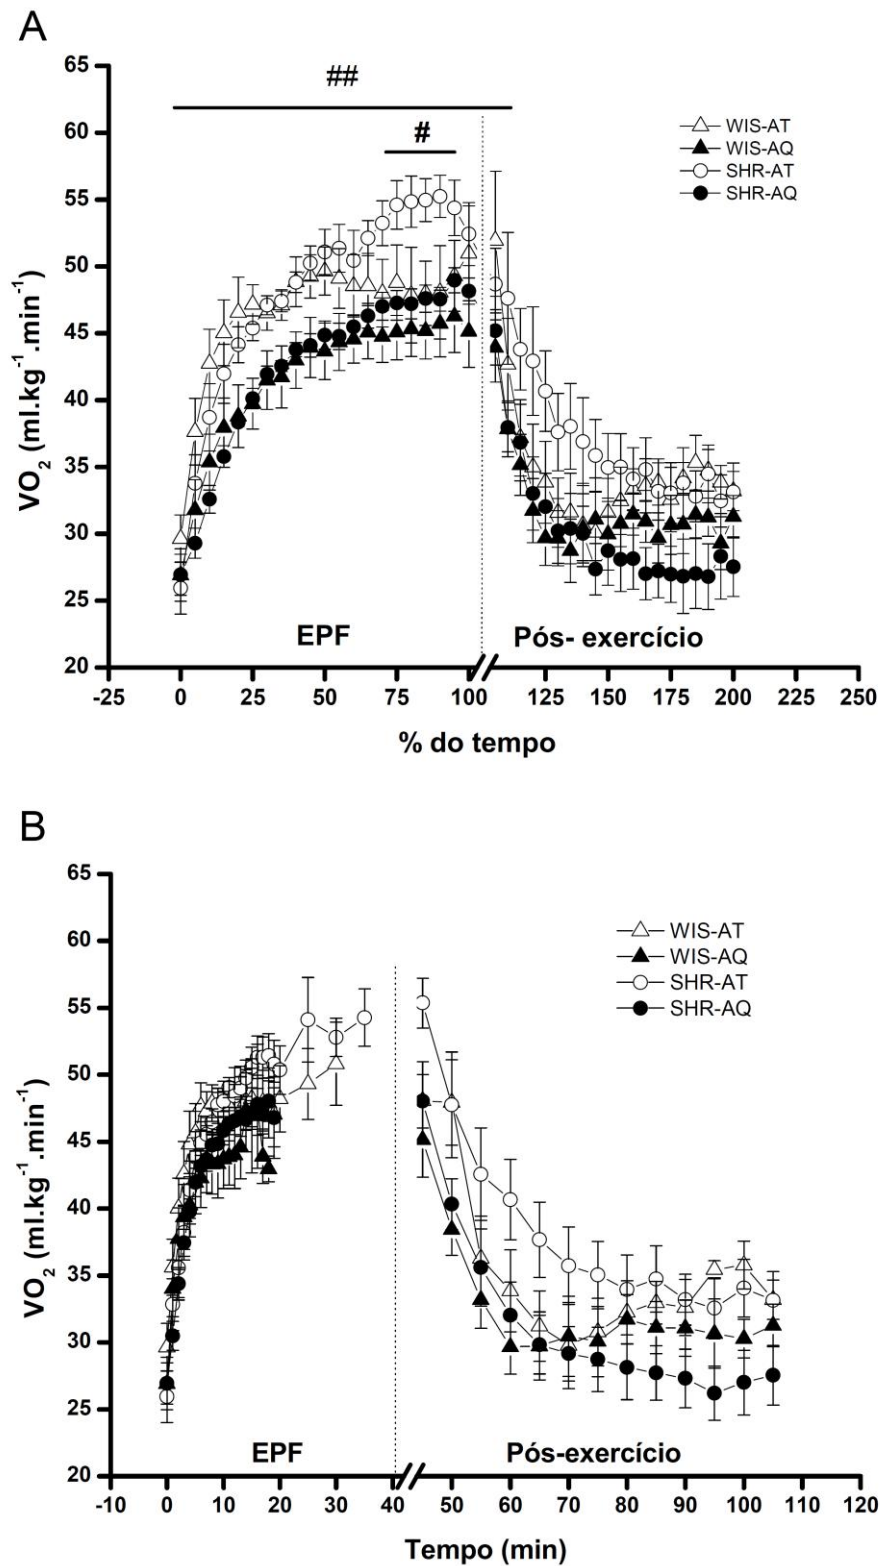 A
65
##
60
#
WIS-AT
WIS-AQ
SHR-AT
SHR-AQ
55
50
45
40
35
30
25
20
VO2 (ml.kg-1.min-1)
EPF
Pós- exercício
-25 0 25 50 75 100 125 150 175 200 225 250
% do tempo
B
65
60
WIS-AT
WIS-AQ
SHR-AT
SHR-AQ
55
50
45
40
35
30
25
20
VO2 (ml.kg-1.min-1)
EPF
Pós-exercício
-10 0 10 20 30 40 50 60 70 80 90 100 110 120
Tempo (min)